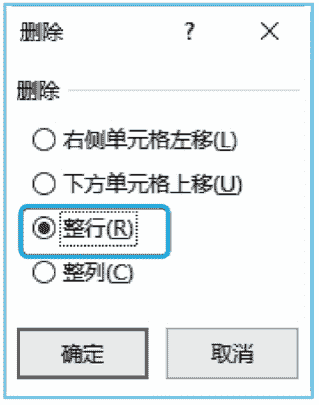 删除 ? ×
删除
右侧单元格左移(L)
下方单元格上移(U)
整行(R)
整列(C)
确定 取消